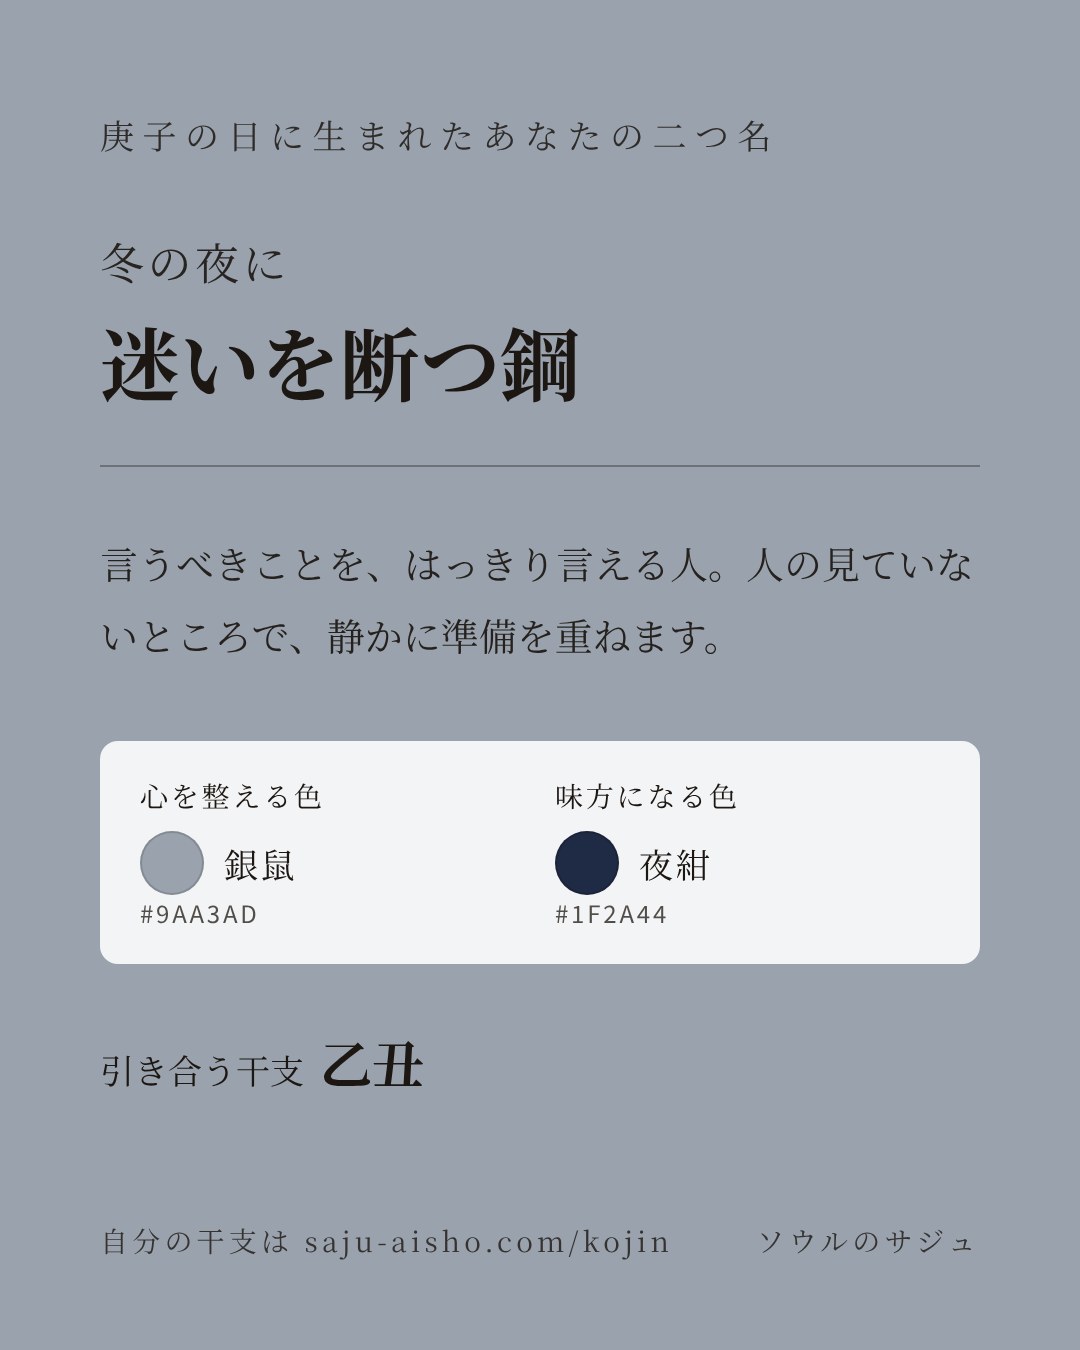 庚子の日に生まれたあなたの二つ名
冬の夜に
迷いを断つ鋼
言うべきことを、はっきり言える人。人の見ていな
いところで、静かに準備を重ねます。
心を整える色
銀鼠
#9AA3AD
味方になる色
夜紺
#1F2A44
引き合う干支 乙丑
自分の干支は saju-aisho.com/kojin
ソウルのサジュ